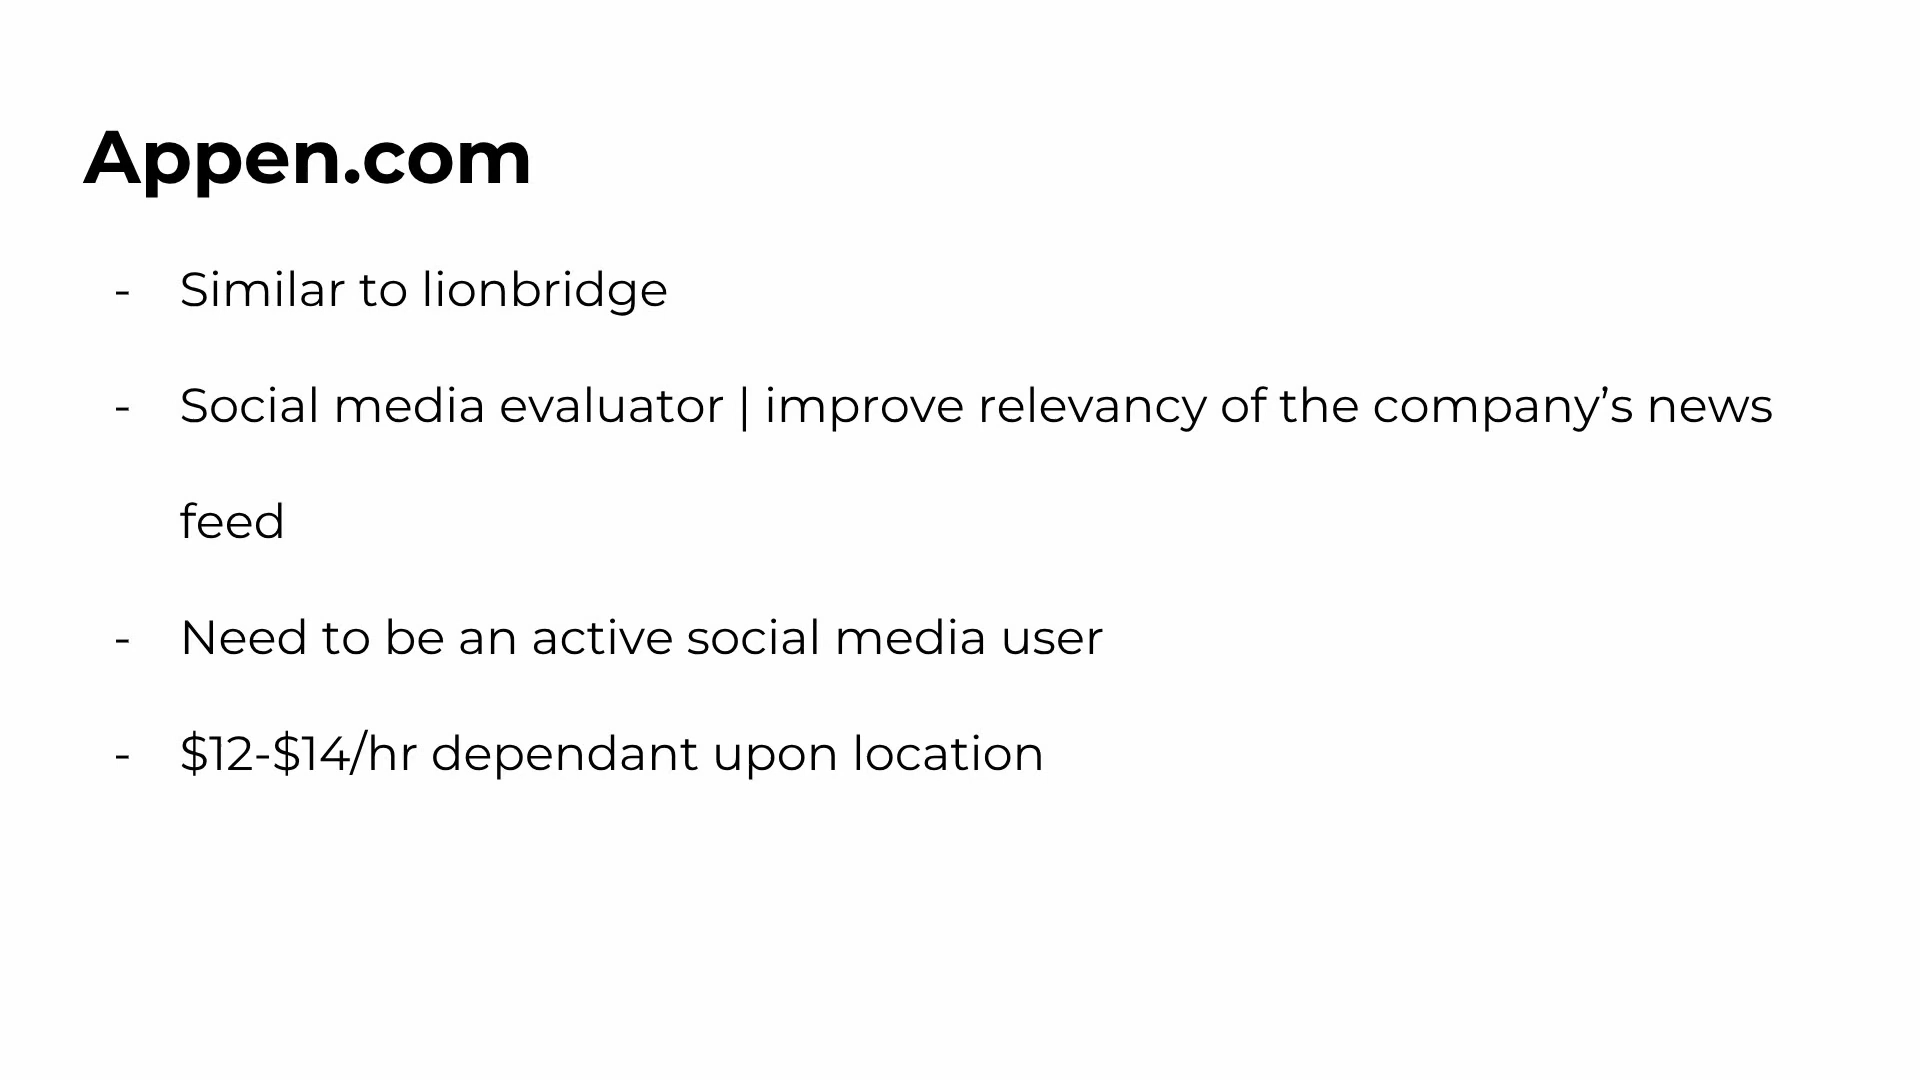 Appen.com
- Similar to lionbridge
- Social media evaluator | improve relevancy of the company’s news
feed
- Need to be an active social media user
- $12-$14/hr dependant upon location